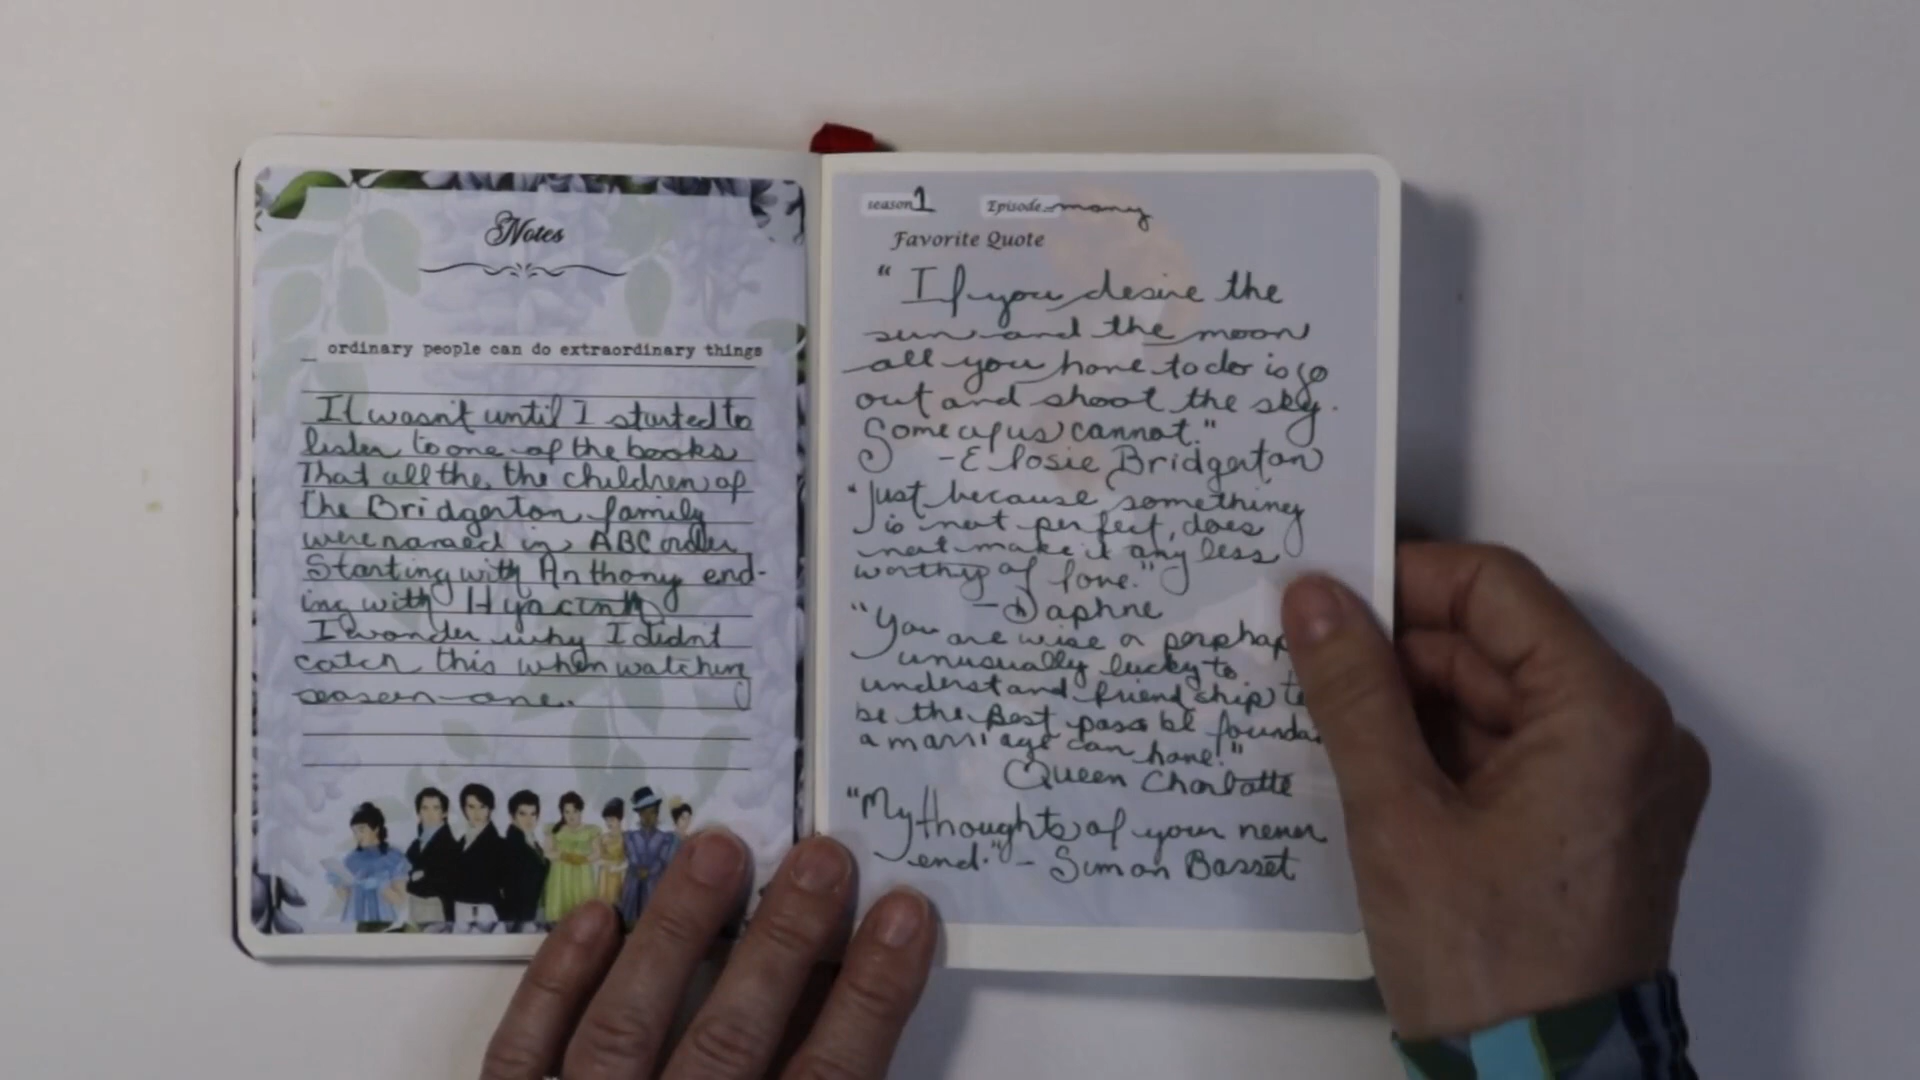 Notes
ordinary people can do extraordinary things
It wasn't until I started to
listen to one of the books
That all the, the children of
the Bridgerton family
were named in ABC order
Starting with Anthony end-
ing with Hyacinth
I wonder why I didn't
catch this when watching
season one.
season 1 Episode many
Favorite Quote
"If you desire the
sun and the moon
all you have to do is go
out and shoot the sky.
Some of us cannot."
-Elosie Bridgerton
"Just because something
is not perfect, does
not make it any less
worthy of love."
- Daphne
"You are wise or perphap
unusually lucky to
understand friendship to
be the Best possibl founda
a marriage can have."
Queen Charlotte
"My thoughts of your never
end." - Simon Basset